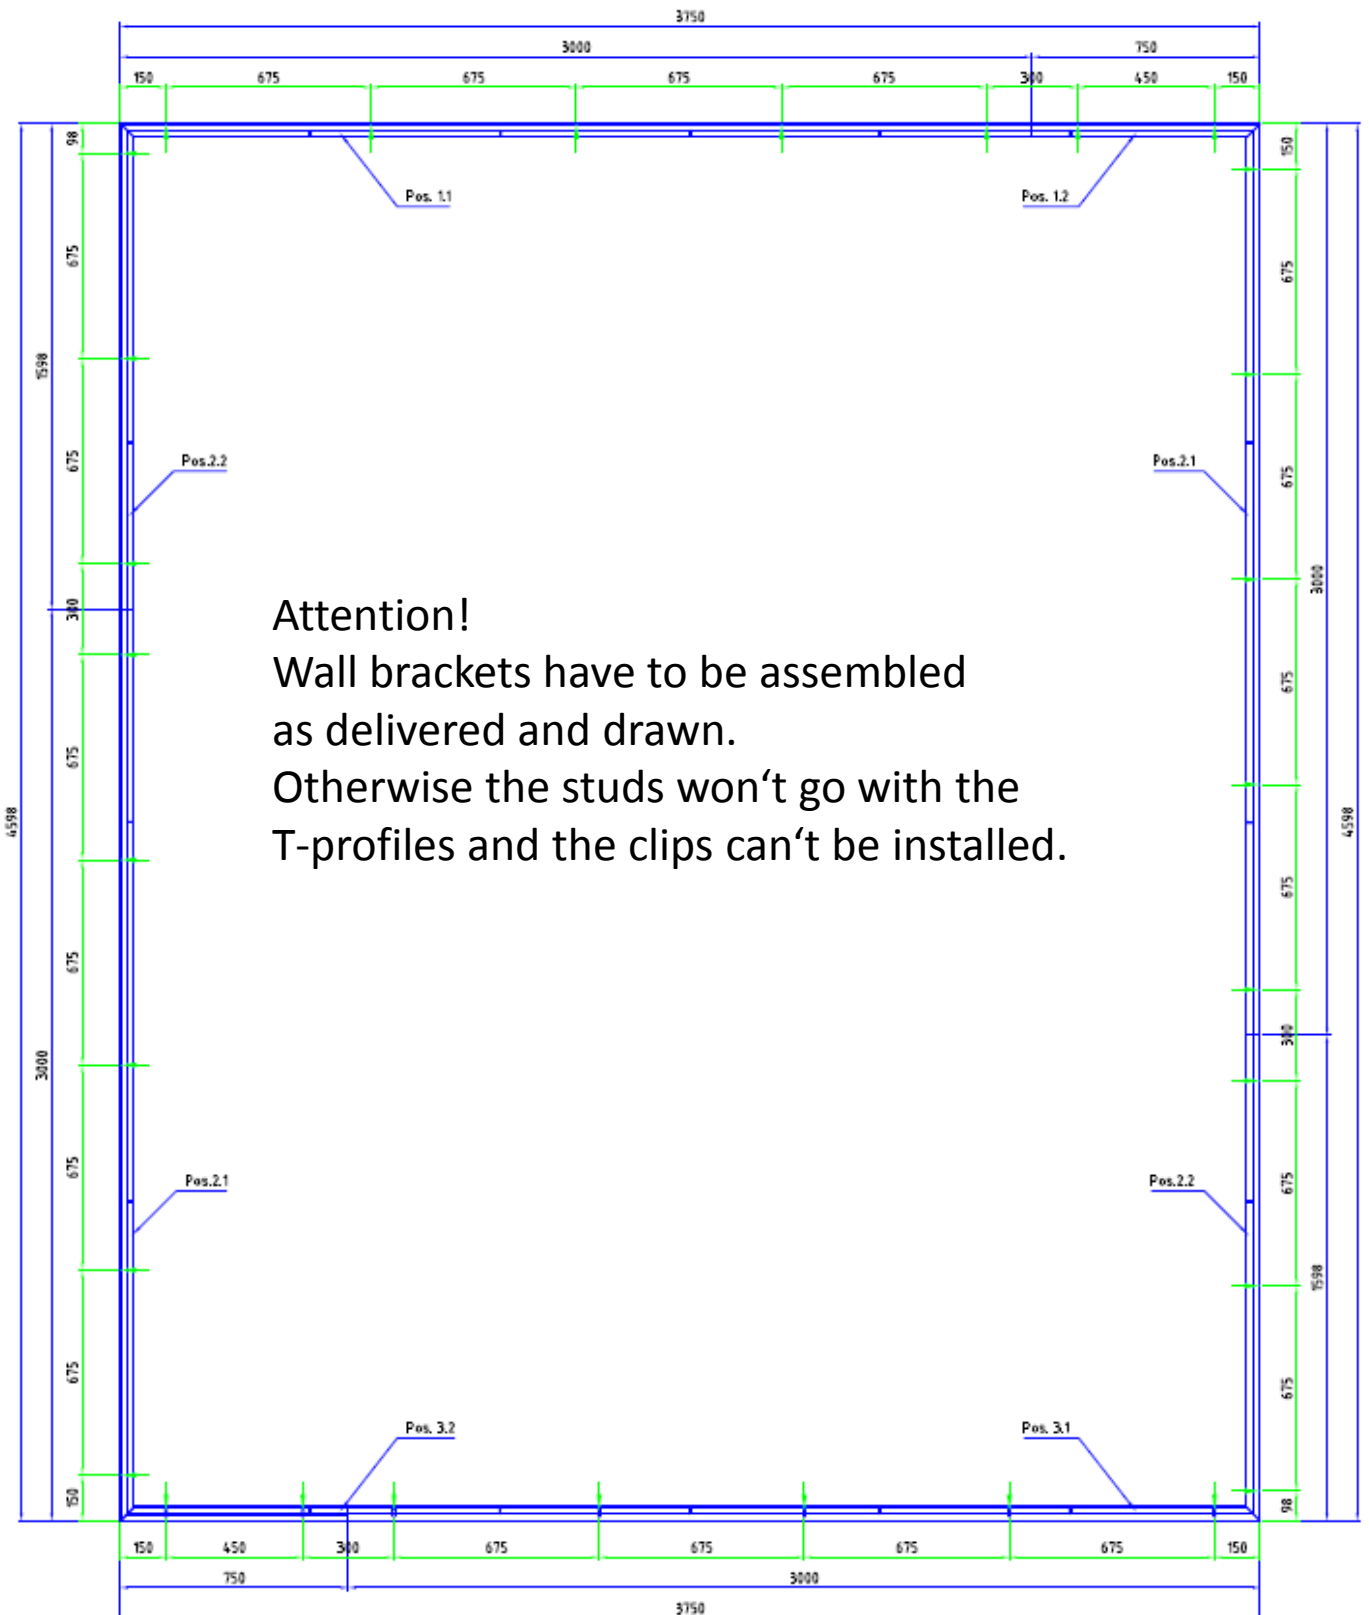 3750
3000 750
150 675 675 675 675 300 450 150
98 150
Pos. 1.1 Pos. 1.2
675 675
1598
675 Pos.2.2 Pos.2.1 675
300 3000
Attention!
Wall brackets have to be assembled
as delivered and drawn.
Otherwise the studs won‘t go with the
T-profiles and the clips can‘t be installed.
675 675
4598 4598
675
675
300
3000
675 Pos.2.1 Pos.2.2 675
1598
675 675
Pos. 3.2 Pos. 3.1
150 98
150 450 300 675 675 675 675 150
750 3000
3750